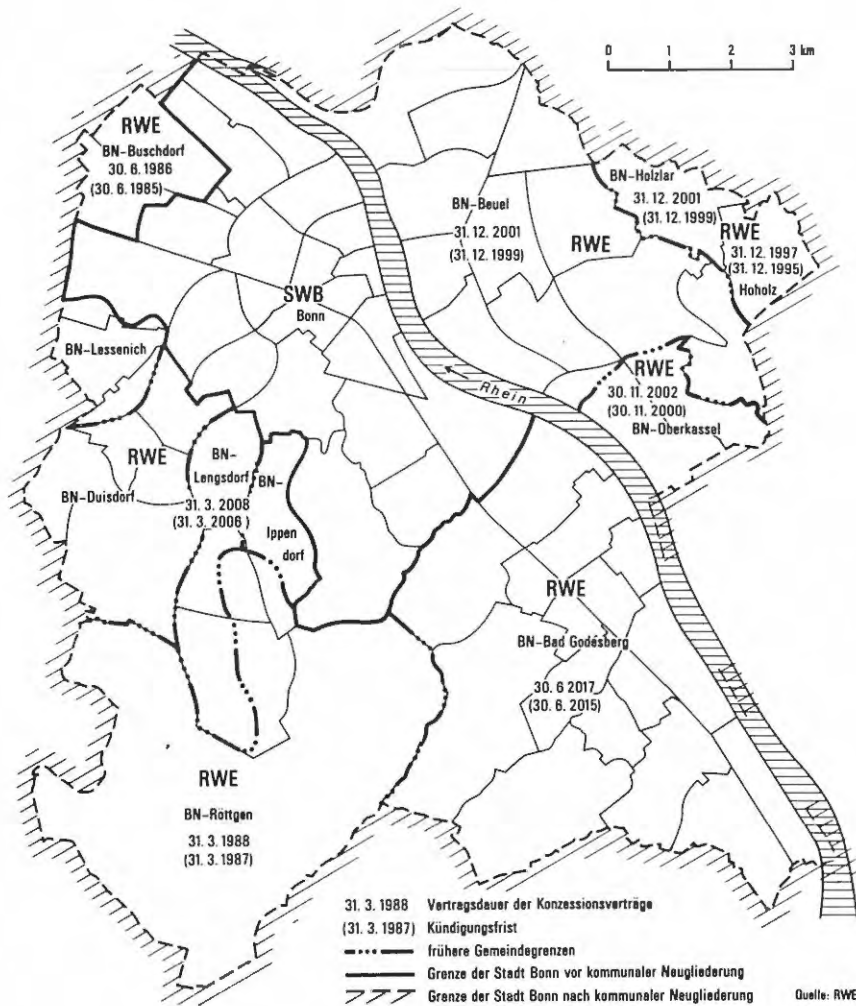 0 1 2 3 km
RWE
BN-Buschdorf
30. 6. 1986
(30. 6. 1985)
BN-Beuel
31. 12. 2001
(31. 12. 1999)
RWE
BN-Holzlar
31. 12. 2001
(31. 12. 1999)
RWE
31. 12. 1997
(31. 12. 1995)
Hoholz
SWB
Bonn
BN-Lessenich
Rhein
RWE
30. 11. 2002
(30. 11. 2000)
BN-Oberkassel
RWE
BN-Duisdorf
BN-
Lengsdorf
31. 3. 2008
(31. 3. 2006)
BN-
Ippen
dorf
RWE
BN-Bad Godesberg
30. 6 2017
(30. 6. 2015)
RWE
BN-Röttgen
31. 3. 1988
(31. 3. 1987)
31. 3. 1988 Vertragsdauer der Konzessionsverträge
(31. 3. 1987) Kündigungsfrist
frühere Gemeindegrenzen
Grenze der Stadt Bonn vor kommunaler Neugliederung
Grenze der Stadt Bonn nach kommunaler Neugliederung
Quelle: RWE